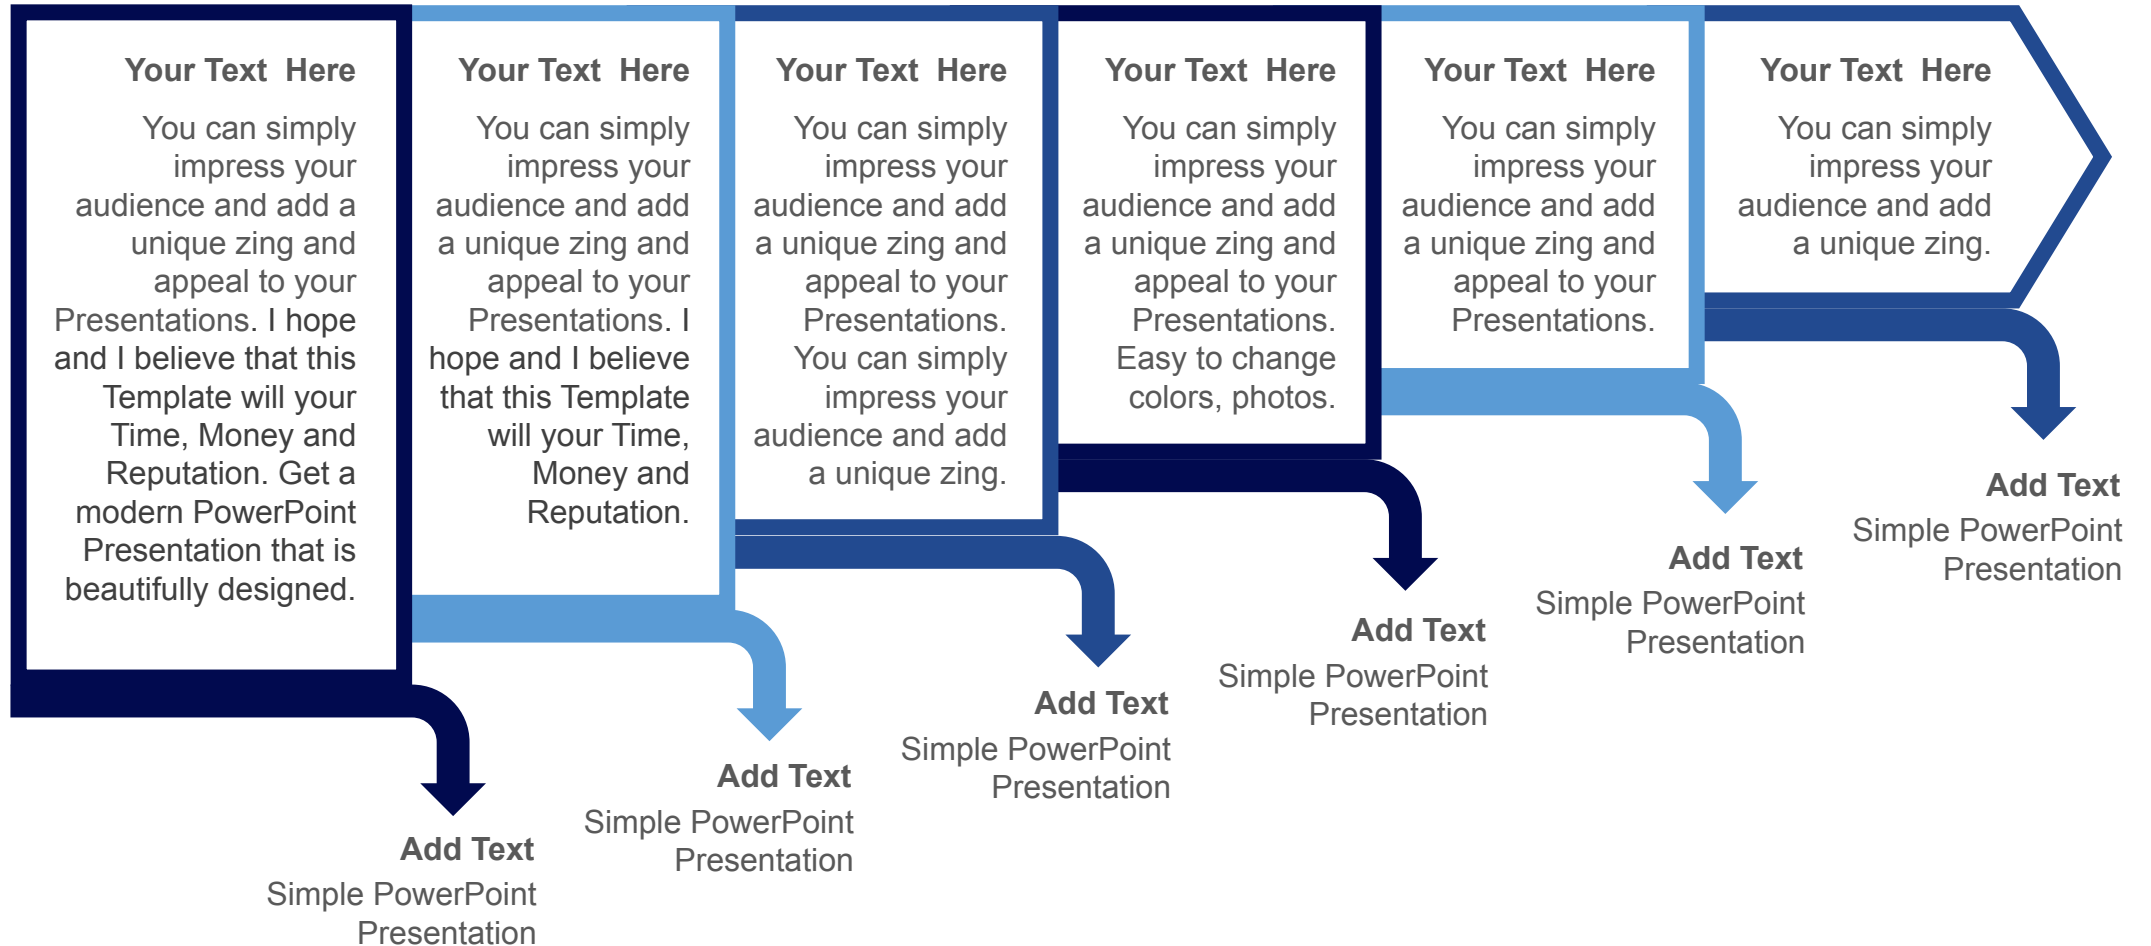 Your Text  Here
You can simply
impress your
audience and add a
unique zing and
appeal to your
Presentations. I hope
and I believe that this
Template will your
Time, Money and
Reputation. Get a
modern PowerPoint
Presentation that is
beautifully designed.
Add Text
Simple PowerPoint
Presentation
Your Text  Here
You can simply
impress your
audience and add
a unique zing and
appeal to your
Presentations. I
hope and I believe
that this Template
will your Time,
Money and
Reputation.
Add Text
Simple PowerPoint
Presentation
Your Text  Here
You can simply
impress your
audience and add
a unique zing and
appeal to your
Presentations.
You can simply
impress your
audience and add
a unique zing.
Add Text
Simple PowerPoint
Presentation
Your Text  Here
You can simply
impress your
audience and add
a unique zing and
appeal to your
Presentations.
Easy to change
colors, photos.
Add Text
Simple PowerPoint
Presentation
Your Text  Here
You can simply
impress your
audience and add
a unique zing and
appeal to your
Presentations.
Add Text
Simple PowerPoint
Presentation
Your Text  Here
You can simply
impress your
audience and add
a unique zing.
Add Text
Simple PowerPoint
Presentation